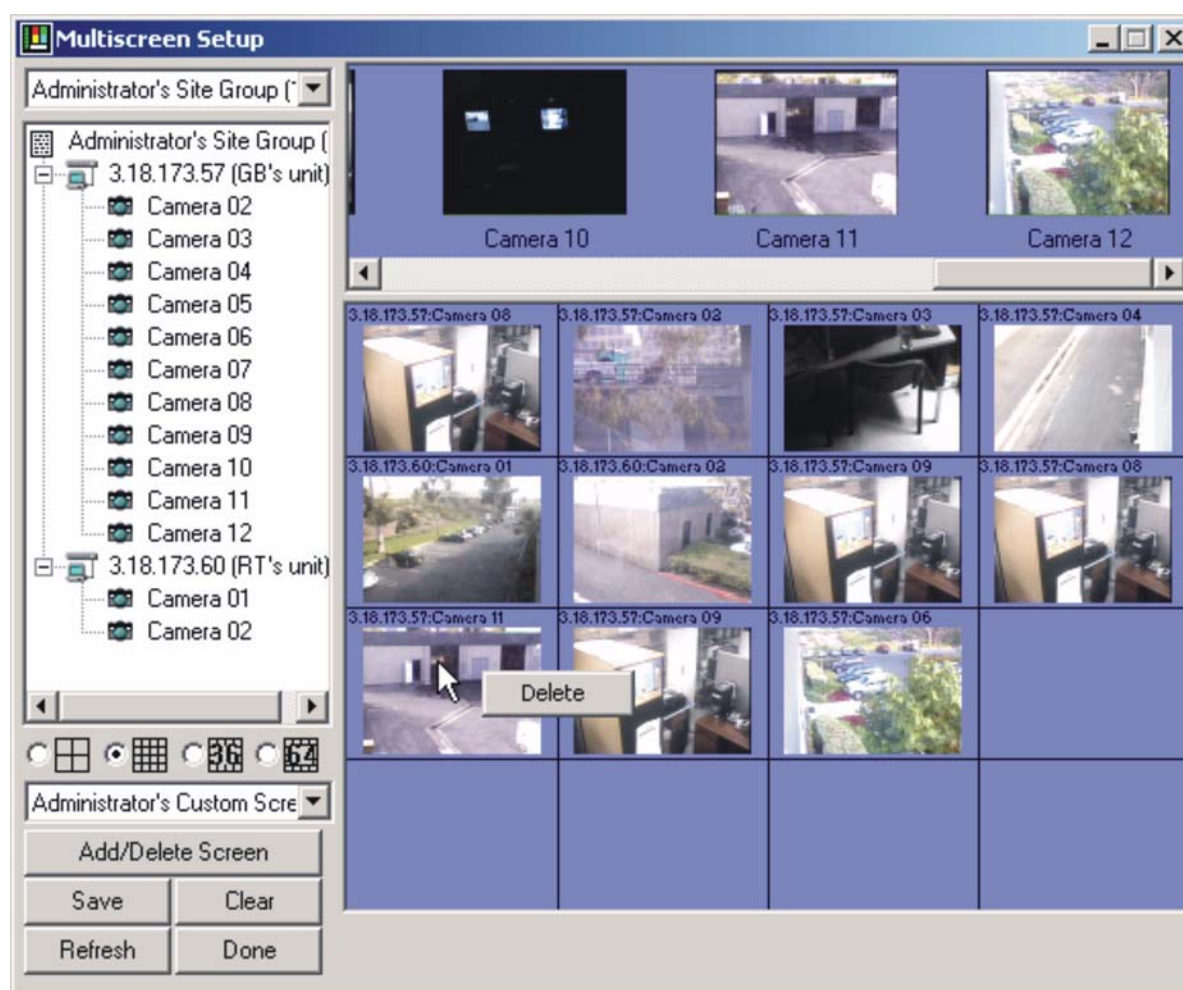 Multiscreen Setup
Administrator's Site Group (
Administrator's Site Group (
3.18.173.57 (GB's unit)
Camera 02
Camera 03
Camera 04
Camera 05
Camera 06
Camera 07
Camera 08
Camera 09
Camera 10
Camera 11
Camera 12
3.18.173.60 (RT's unit)
Camera 01
Camera 02
36
64
Administrator's Custom Scre
Add/Delete Screen
Save
Clear
Refresh
Done
Camera 10
Camera 11
Camera 12
3.18.173.57:Camera 08
3.18.173.57:Camera 02
3.18.173.57:Camera 03
3.18.173.57:Camera 04
3.18.173.60:Camera 01
3.18.173.60:Camera 02
3.18.173.57:Camera 09
3.18.173.57:Camera 08
3.18.173.57:Camera 11
3.18.173.57:Camera 09
3.18.173.57:Camera 06
Delete